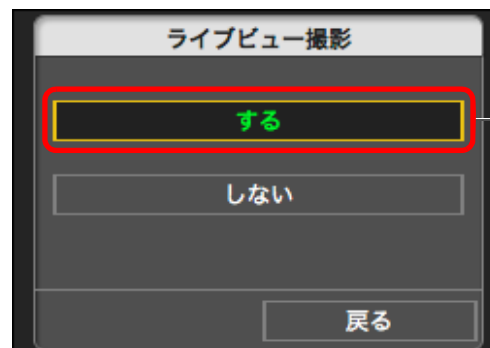 ライブビュー撮影
する
しない
戻る